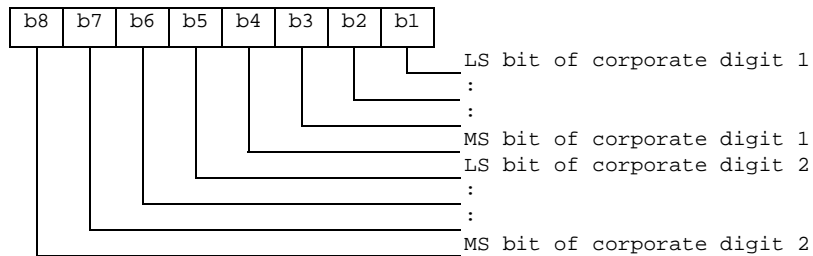 b8 b7 b6 b5 b4 b3 b2 b1
LS bit of corporate digit 1
:
:
MS bit of corporate digit 1
LS bit of corporate digit 2
:
:
MS bit of corporate digit 2